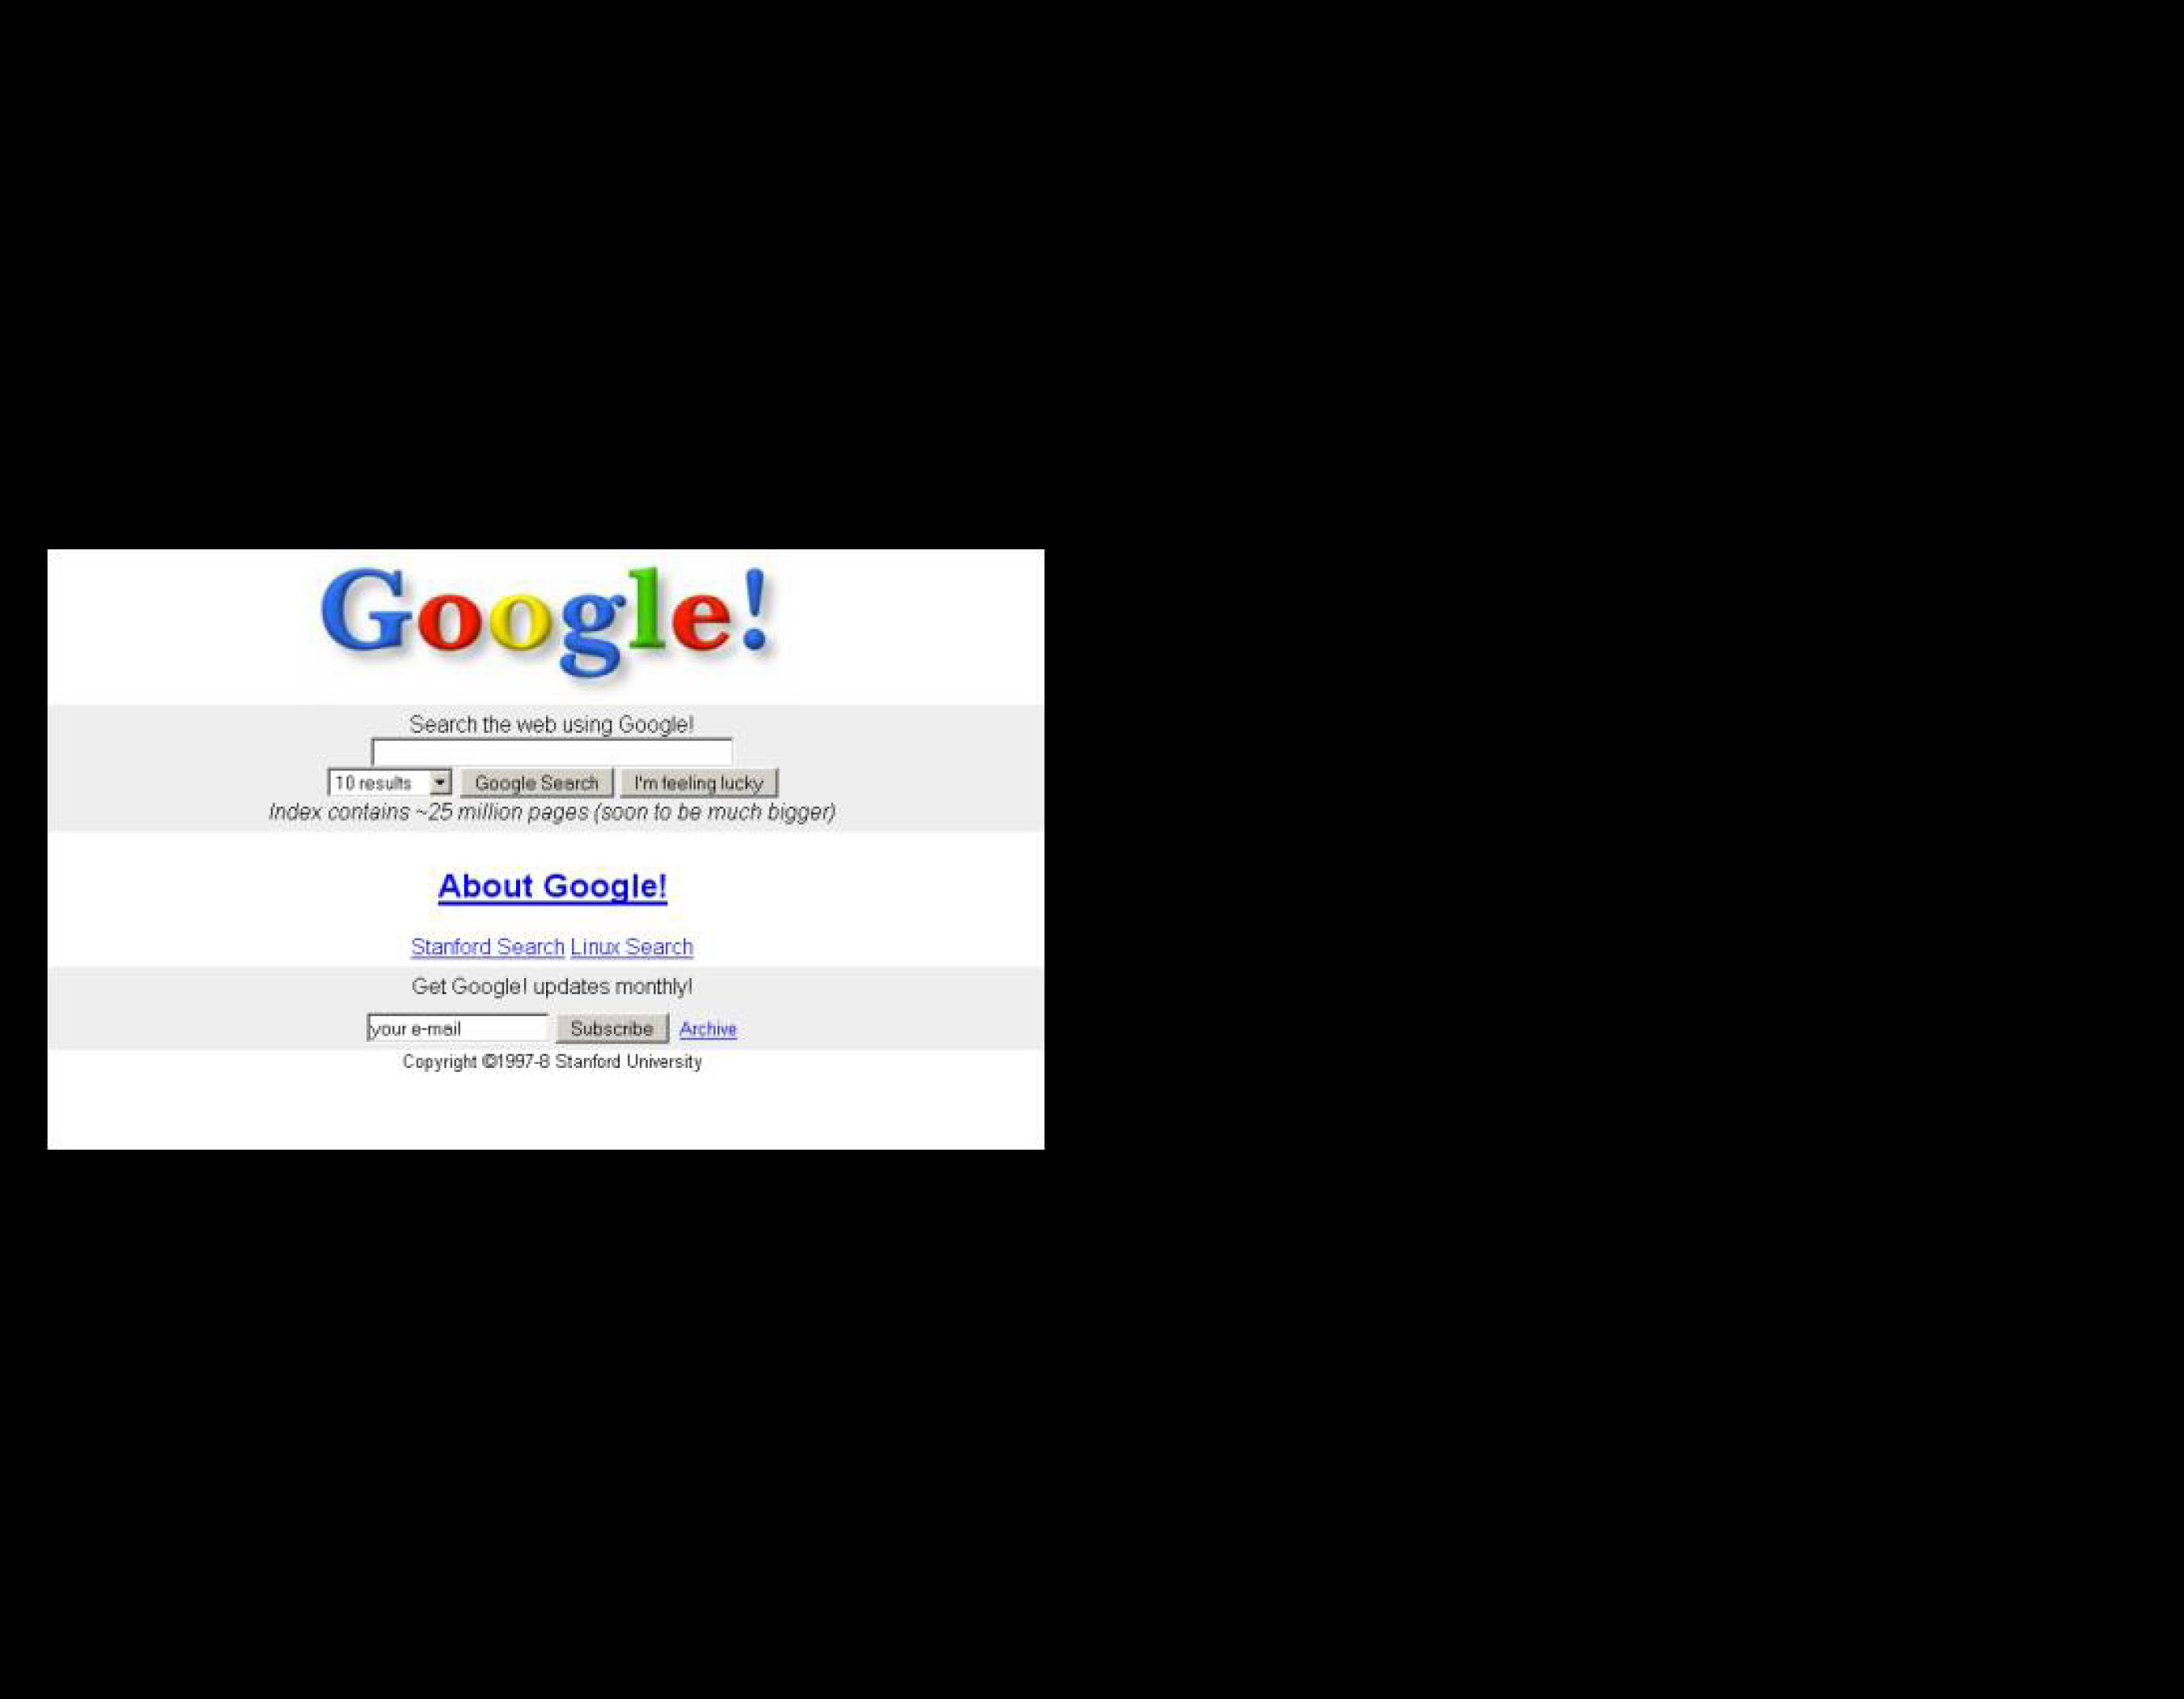 Google!
Search the web using Google!
10 results Google Search I'm feeling lucky
Index contains ~25 million pages (soon to be much bigger)
About Google!
Stanford Search Linux Search
Get Google! updates monthly!
your e-mail Subscribe Archive
Copyright ©1997-8 Stanford University